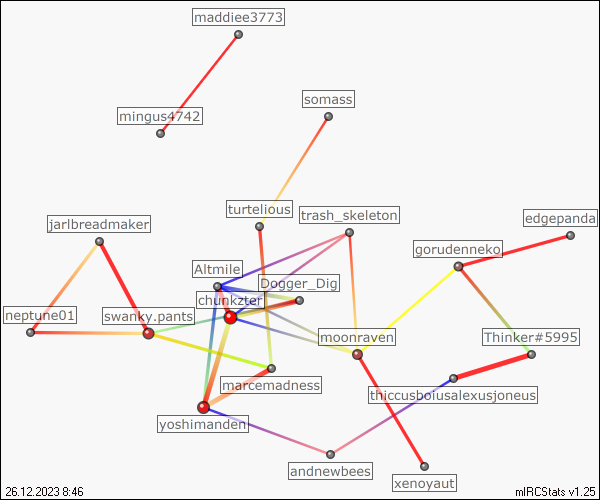 maddiee3773
mingus4742
somass
turtelious
trash_skeleton
edgepanda
jarlbreadmaker
gorudenneko
Altmile
Dogger_Dig
chunkzter
neptune01
swanky.pants
moonraven
Thinker#5995
marcemadness
thiccusboiusalexusjoneus
yoshimanden
andnewbees
xenoyaut
26.12.2023 8:46
mIRCStats v1.25